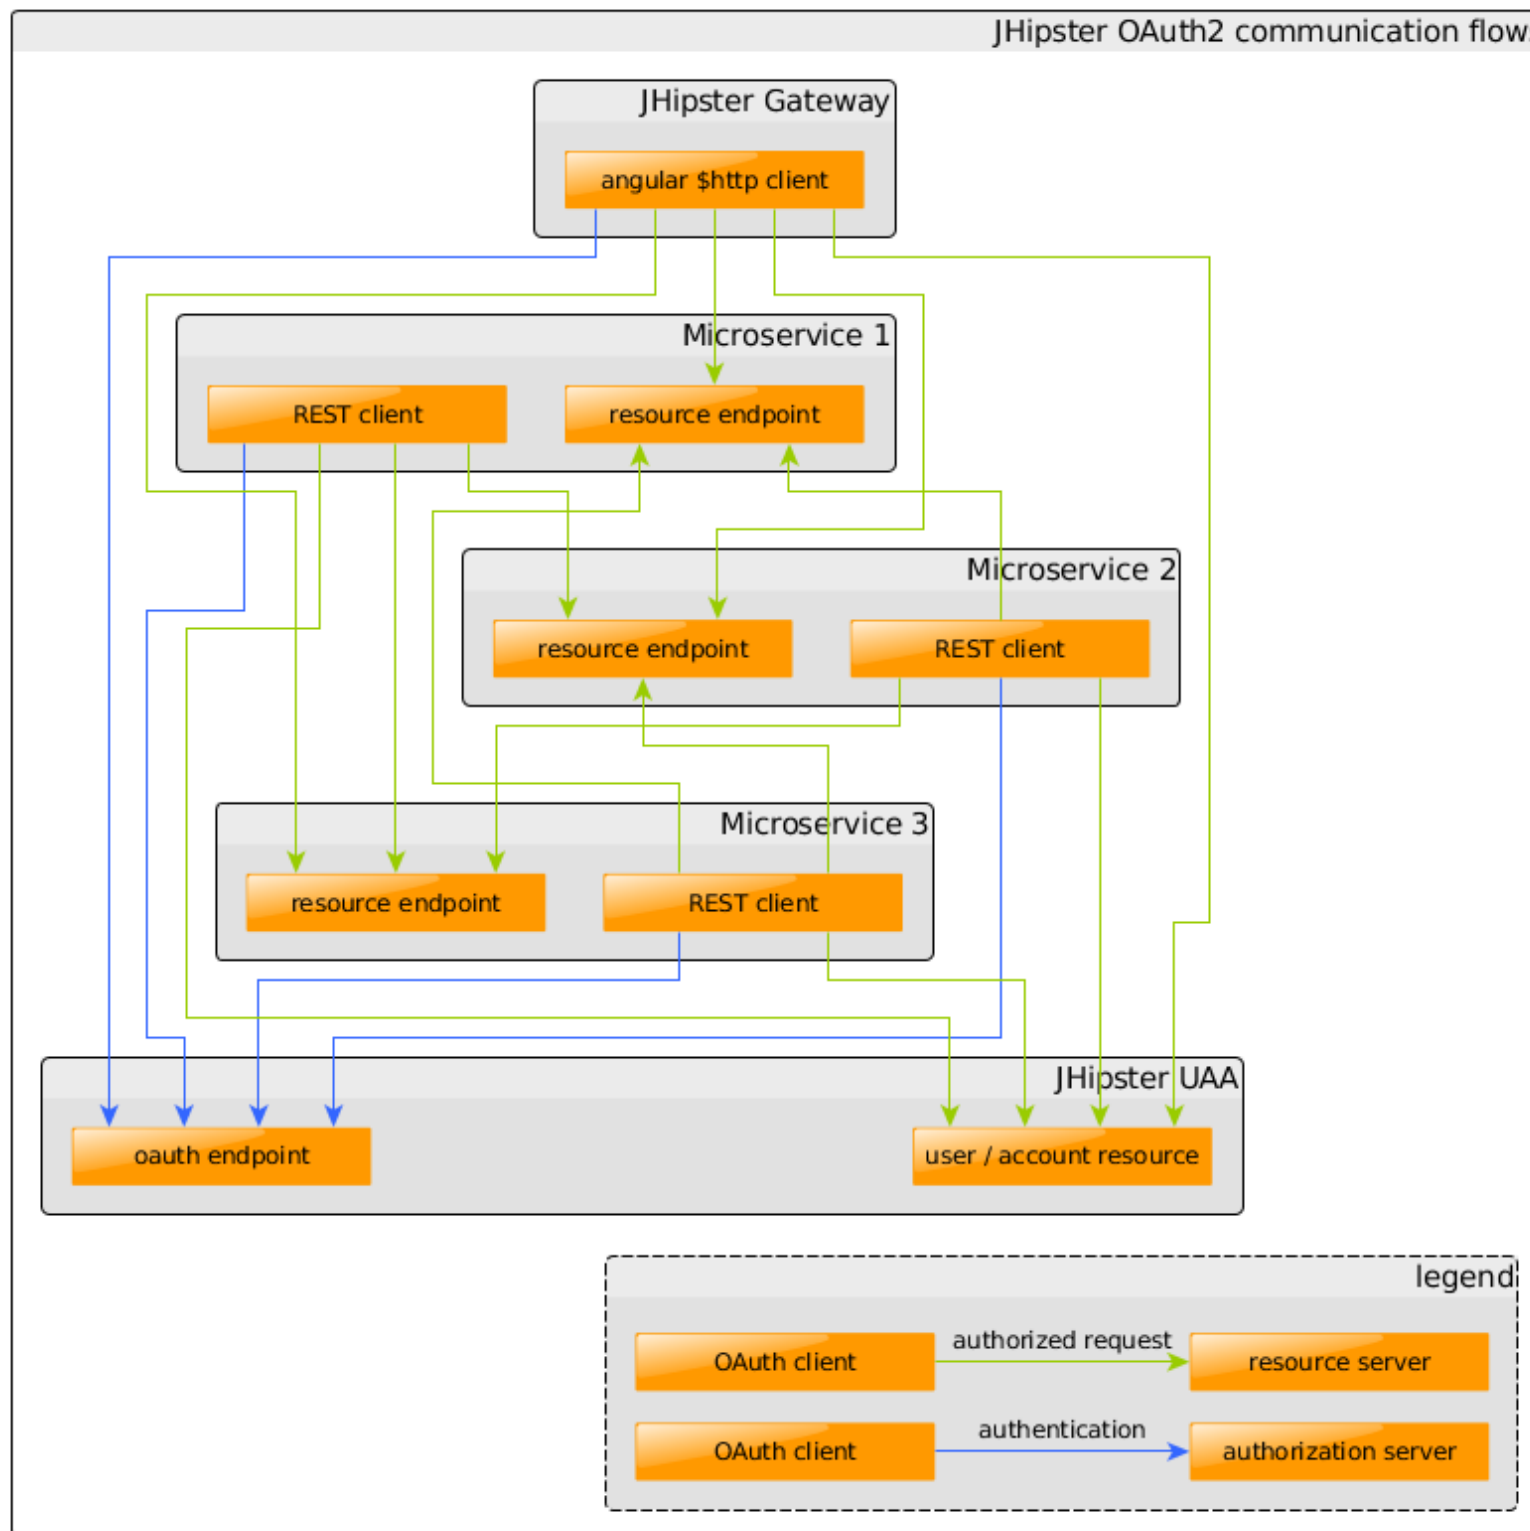 JHipster OAuth2 communication flows
JHipster Gateway
angular $http client
Microservice 1
REST client
resource endpoint
Microservice 2
resource endpoint
REST client
Microservice 3
resource endpoint
REST client
JHipster UAA
oauth endpoint
user / account resource
legend
OAuth client
authorized request
resource server
OAuth client
authentication
authorization server